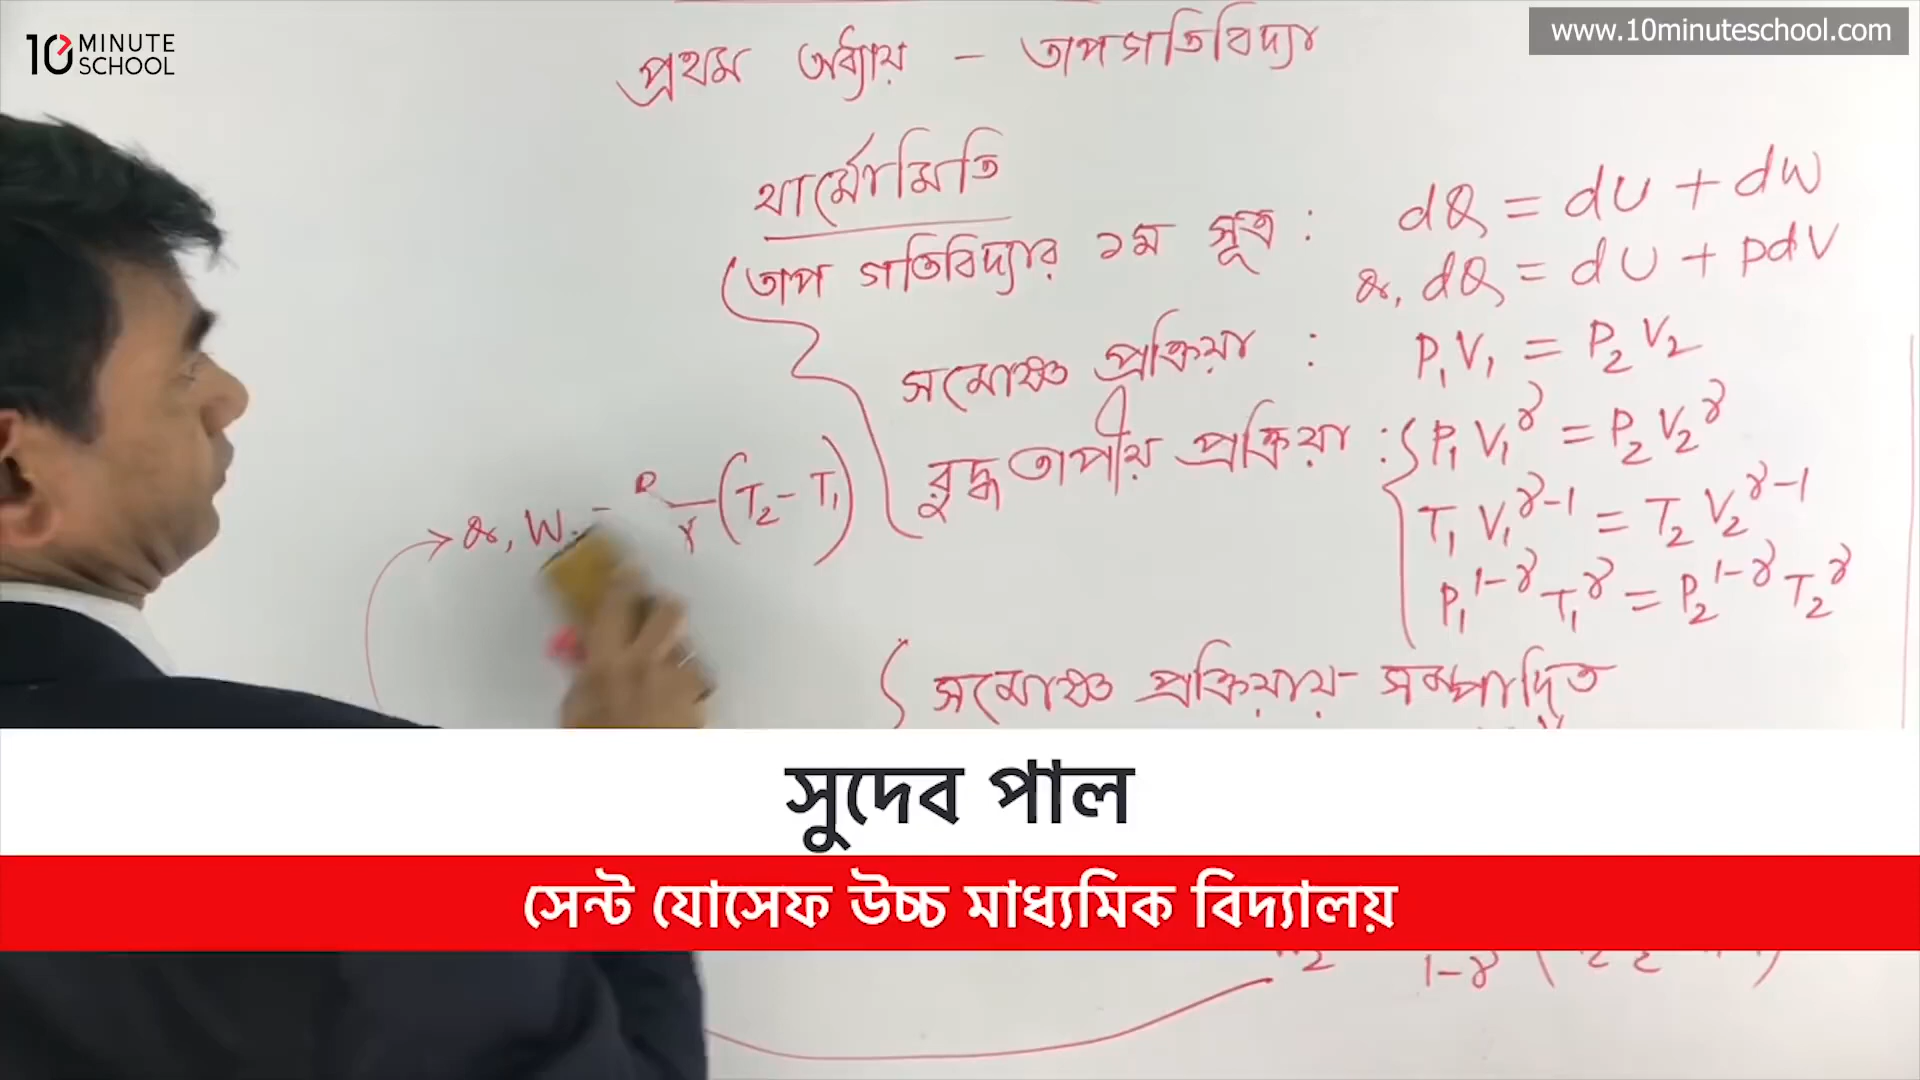 10 MINUTE SCHOOL
www.10minuteschool.com
প্রথম অধ্যায় - তাপগতিবিদ্যা
থার্মোমিতি
তাপ গতিবিদ্যার ১ম সূত্র : dQ = dU + dW
বা, dQ = dU + PdV
সমোষ্ণ প্রক্রিয়া : P₁V₁ = P₂V₂
রুদ্ধতাপীয় প্রক্রিয়া : P₁V₁^γ = P₂V₂^γ
বা, W (T₂ - T₁)
T₁V₁^γ-1 = T₂V₂^γ-1
P₁^1-γ T₁^γ = P₂^1-γ T₂^γ
সমোষ্ণ প্রক্রিয়ায় সম্পাদিত
সুদেব পাল
সেন্ট যোসেফ উচ্চ মাধ্যমিক বিদ্যালয়
1-γ